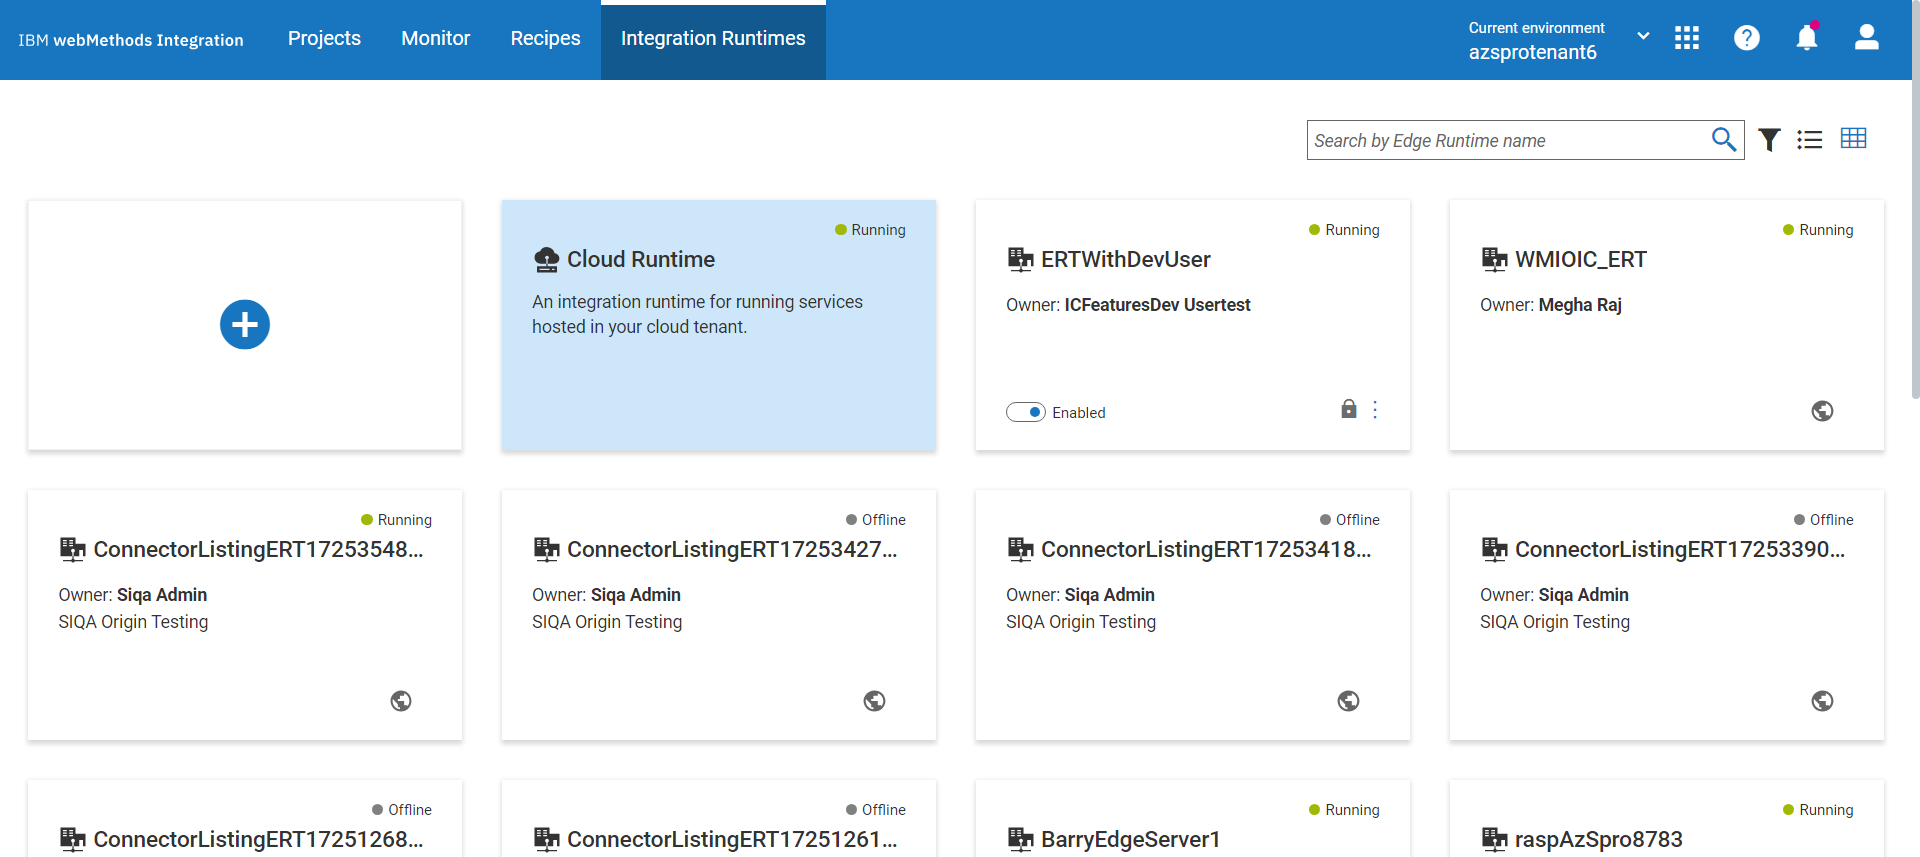 IBM webMethods Integration
Projects
Monitor
Recipes
Integration Runtimes
Current environment
azsprotenant6
Search by Edge Runtime name
Running
Cloud Runtime
An integration runtime for running services
hosted in your cloud tenant.
Running
ERTWithDevUser
Owner: ICFeaturesDev Usertest
Enabled
Running
WMIOIC_ERT
Owner: Megha Raj
Running
ConnectorListingERT17253548...
Owner: Siqa Admin
SIQA Origin Testing
Offline
ConnectorListingERT17253427...
Owner: Siqa Admin
SIQA Origin Testing
Offline
ConnectorListingERT17253418...
Owner: Siqa Admin
SIQA Origin Testing
Offline
ConnectorListingERT17253390...
Owner: Siqa Admin
SIQA Origin Testing
Offline
ConnectorListingERT17251268...
Offline
ConnectorListingERT17251261...
Running
BarryEdgeServer1
Running
raspAzSpro8783